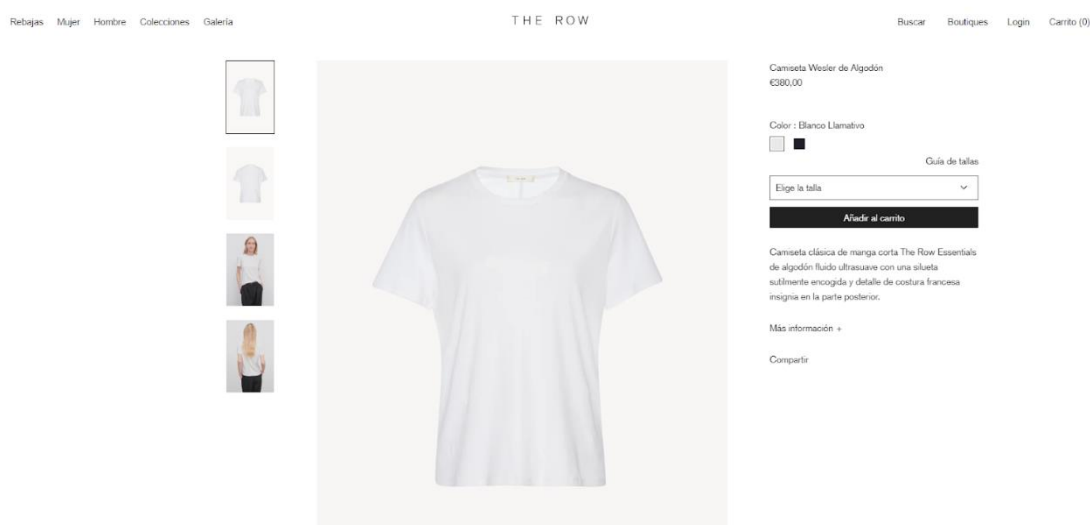 Rebajas Mujer Hombre Colecciones Galería
THE ROW
Buscar Boutiques Login Carrito (0)
Camiseta Wesler de Algodón
€380,00
Color : Blanco Llamativo
Guía de tallas
Elige la talla
Añadir al carrito
Camiseta clásica de manga corta The Row Essentials
de algodón fluido ultrasuave con una silueta
sutilmente encogida y detalle de costura francesa
insignia en la parte posterior.
Más información +
Compartir